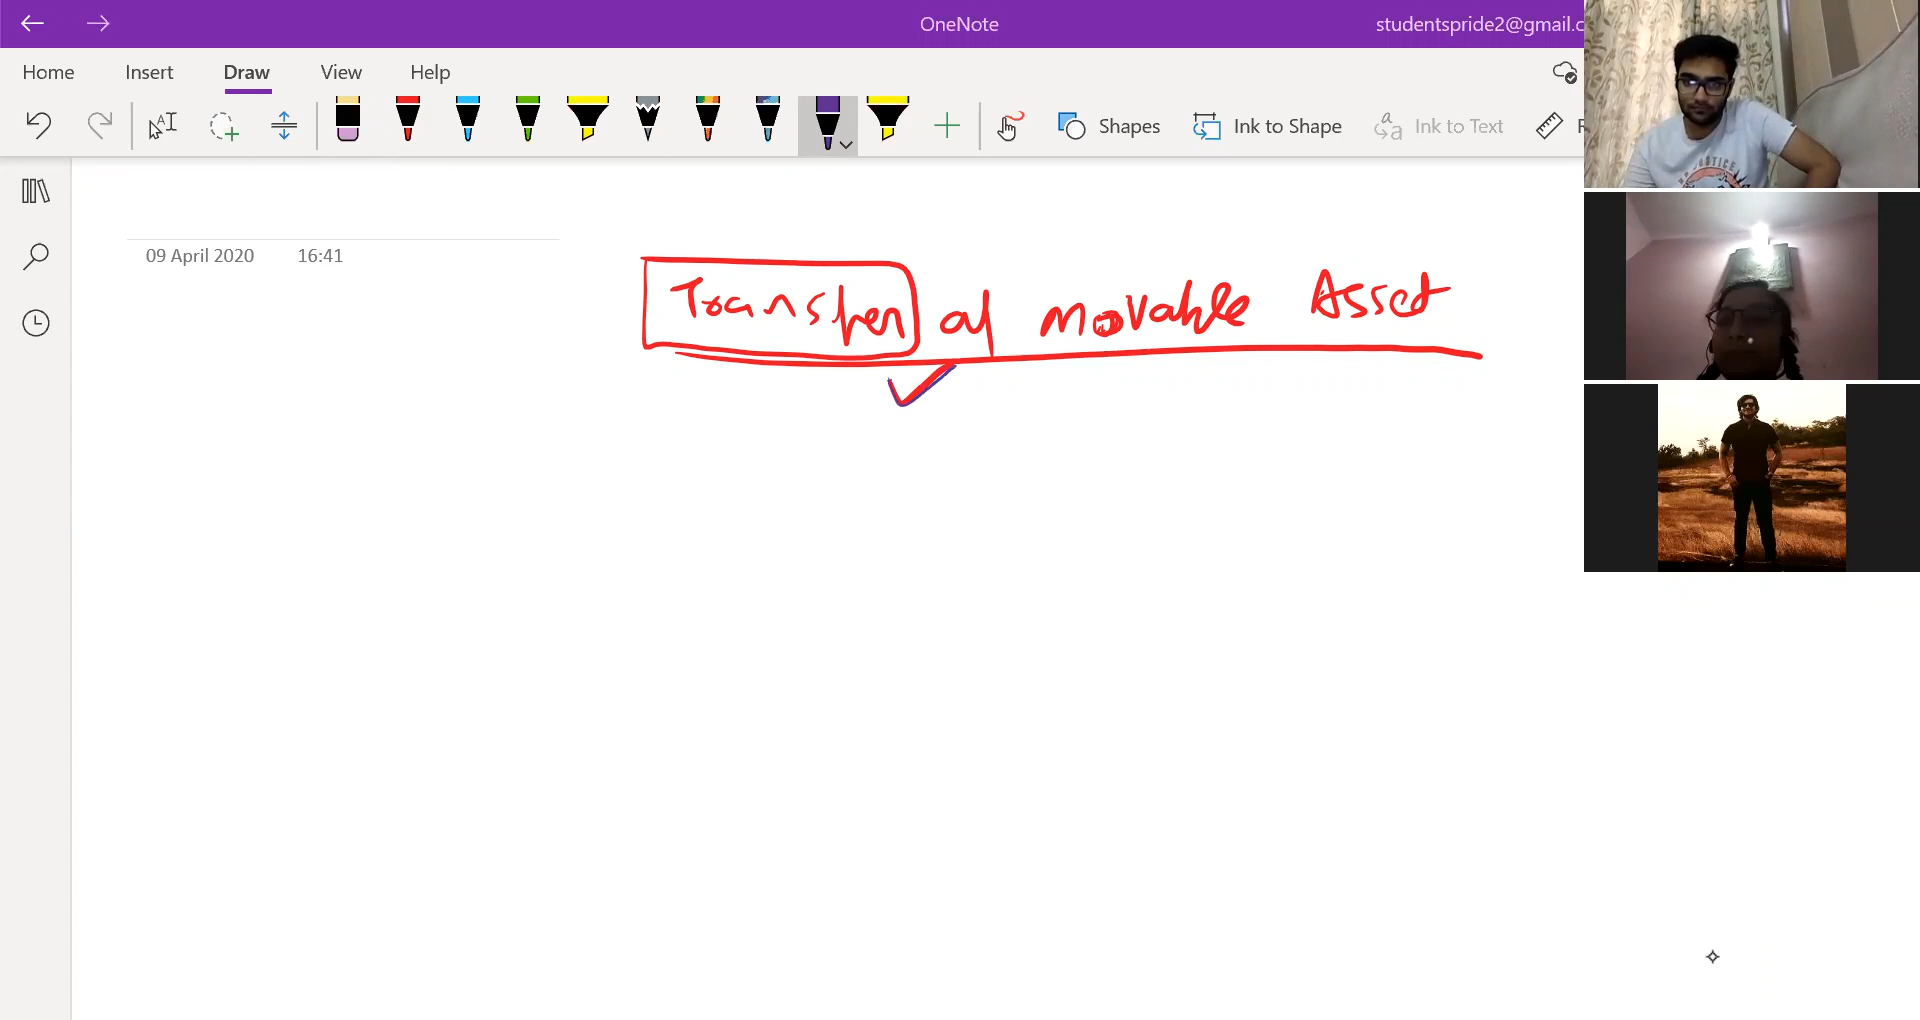 OneNote
studentspride2@gmail.c
Home Insert Draw View Help
Shapes Ink to Shape Ink to Text R
09 April 2020 16:41
Transfer of movable Asset
NOTICE